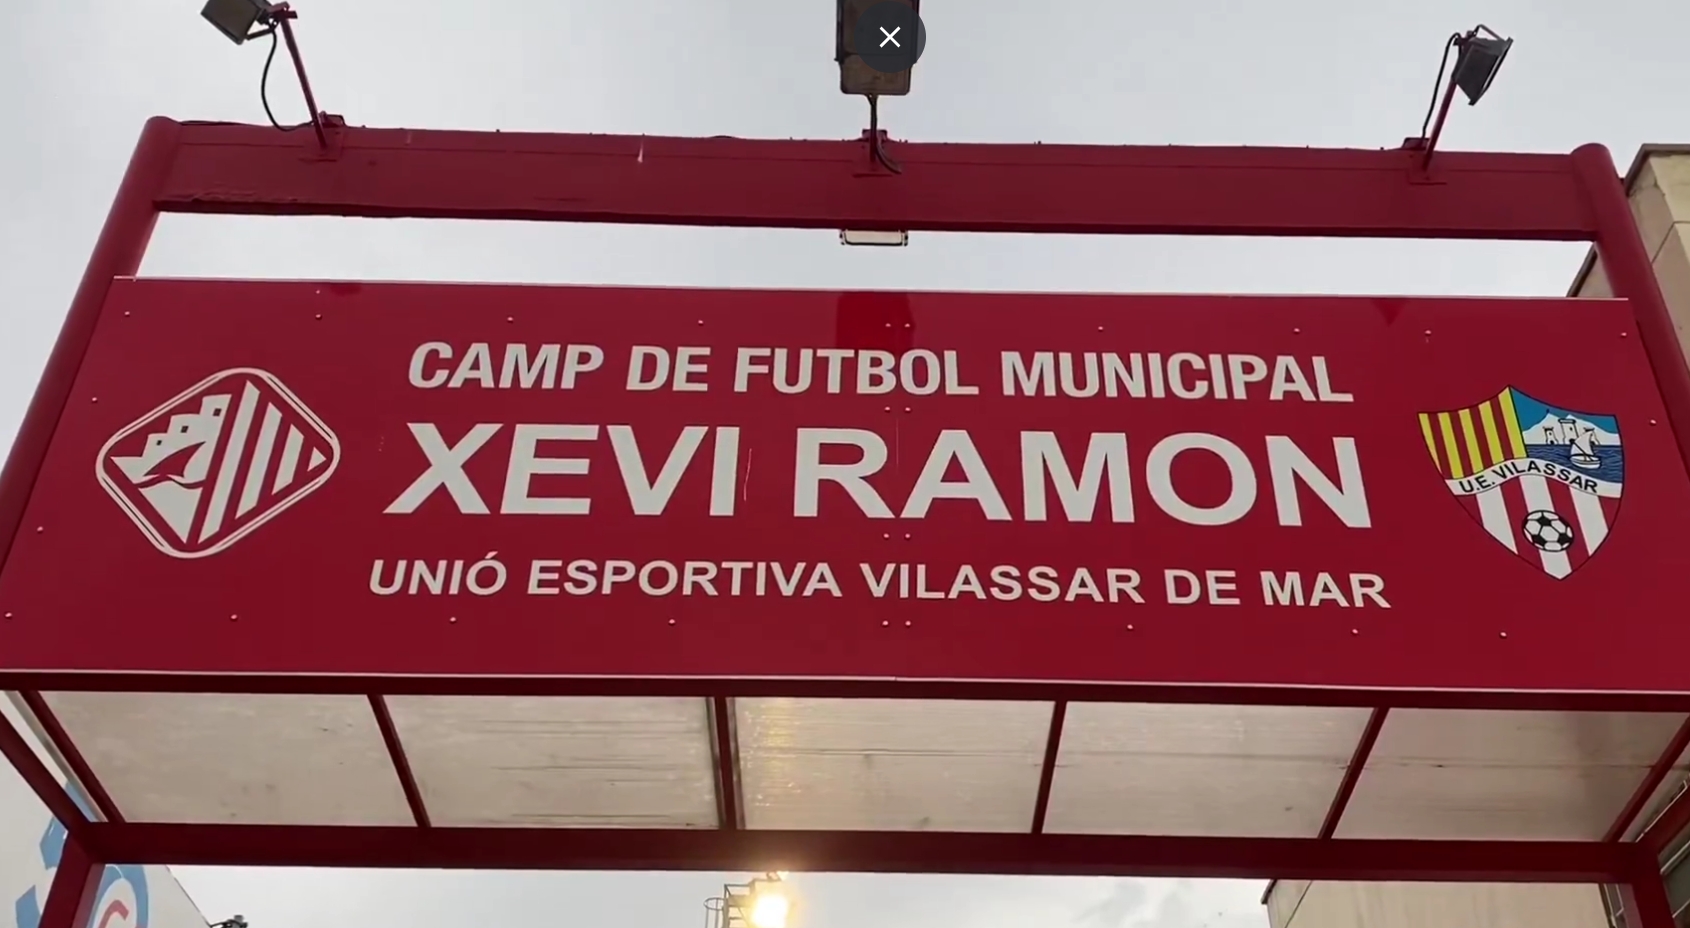 CAMP DE FUTBOL MUNICIPAL
XEVI RAMON
UNIÓ ESPORTIVA VILASSAR DE MAR
U.E. VILASSAR